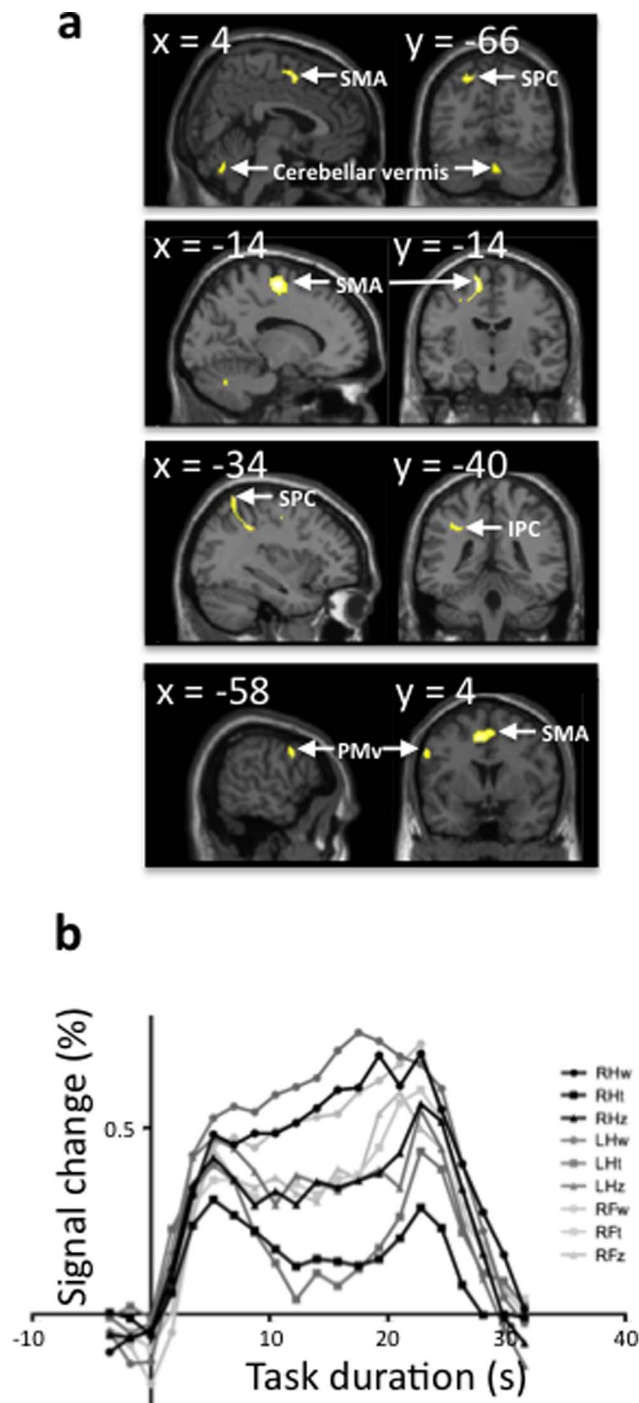 a
x = 4 y = -66
SMA SPC
Cerebellar vermis
x = -14 y = -14
SMA
x = -34 y = -40
SPC IPC
x = -58 y = 4
PMv SMA
b
Signal change (%)
0.5
RHw
RHt
RHz
LHw
LHt
LHz
RFw
RFt
RFz
-10 10 20 30 40
Task duration (s)